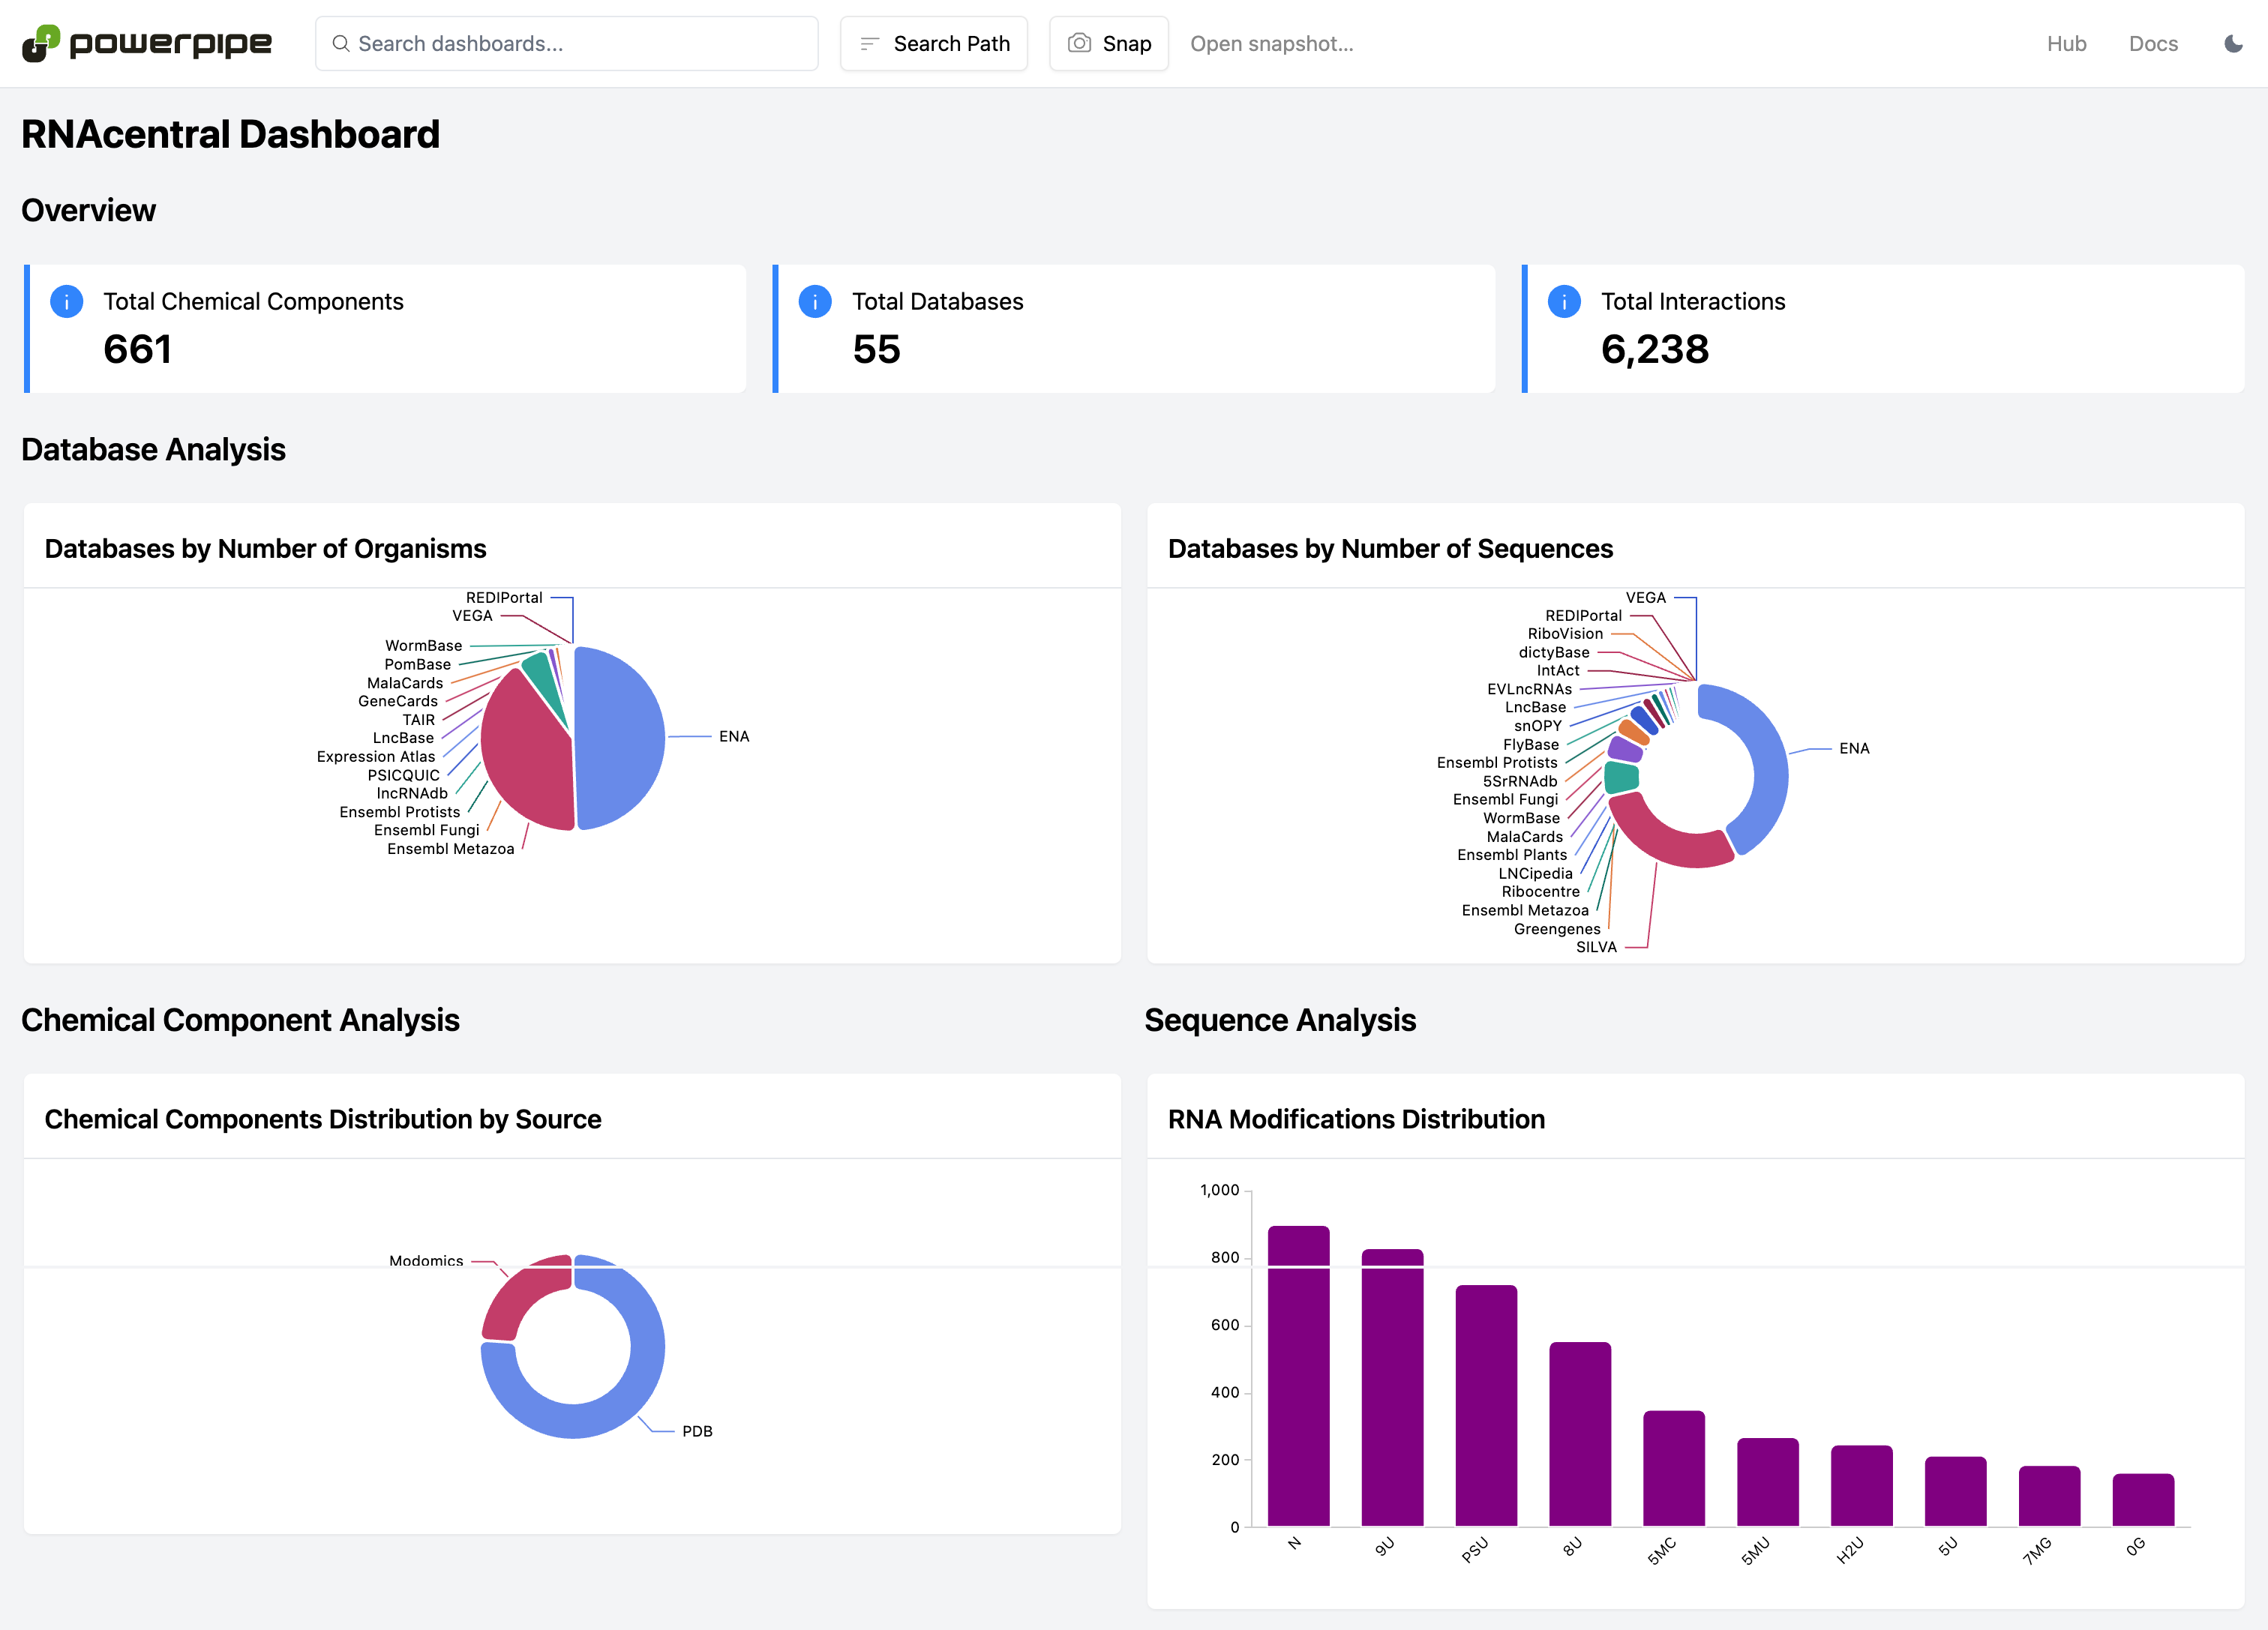 powerpipe
Search dashboards...
Search Path
Snap
Open snapshot...
Hub
Docs
RNAcentral Dashboard
Overview
Total Chemical Components
661
Total Databases
55
Total Interactions
6,238
Database Analysis
Databases by Number of Organisms
REDIPortal
VEGA
WormBase
PomBase
MalaCards
GeneCards
TAIR
LncBase
Expression Atlas
PSICQUIC
lncRNAdb
Ensembl Protists
Ensembl Fungi
Ensembl Metazoa
ENA
Databases by Number of Sequences
VEGA
REDIPortal
RiboVision
dictyBase
IntAct
EVLncRNAs
LncBase
snOPY
FlyBase
Ensembl Protists
5SrRNAdb
Ensembl Fungi
WormBase
MalaCards
Ensembl Plants
LNCipedia
Ribocentre
Ensembl Metazoa
Greengenes
SILVA
ENA
Chemical Component Analysis
Chemical Components Distribution by Source
Modomics
PDB
Sequence Analysis
RNA Modifications Distribution
1,000
800
600
400
200
0
N
9U
PSU
8U
5MC
5MU
H2U
5U
7MG
0G